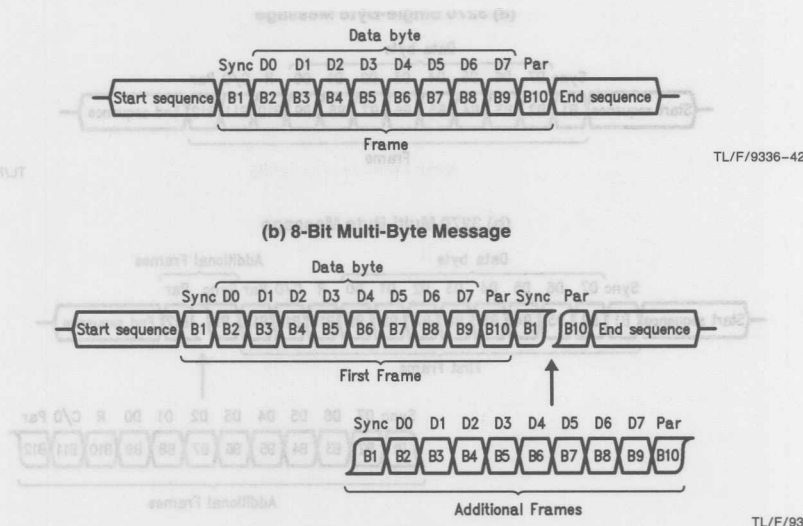 Data byte
Sync D0 D1 D2 D3 D4 D5 D6 D7 Par
Start sequence B1 B2 B3 B4 B5 B6 B7 B8 B9 B10 End sequence
Frame
TL/F/9336-42
(b) 8-Bit Multi-Byte Message
Data byte
Sync D0 D1 D2 D3 D4 D5 D6 D7 Par Sync Par
Start sequence B1 B2 B3 B4 B5 B6 B7 B8 B9 B10 B1 B10 End sequence
First Frame
Sync D0 D1 D2 D3 D4 D5 D6 D7 Par
B1 B2 B3 B4 B5 B6 B7 B8 B9 B10
Additional Frames
TL/F/93